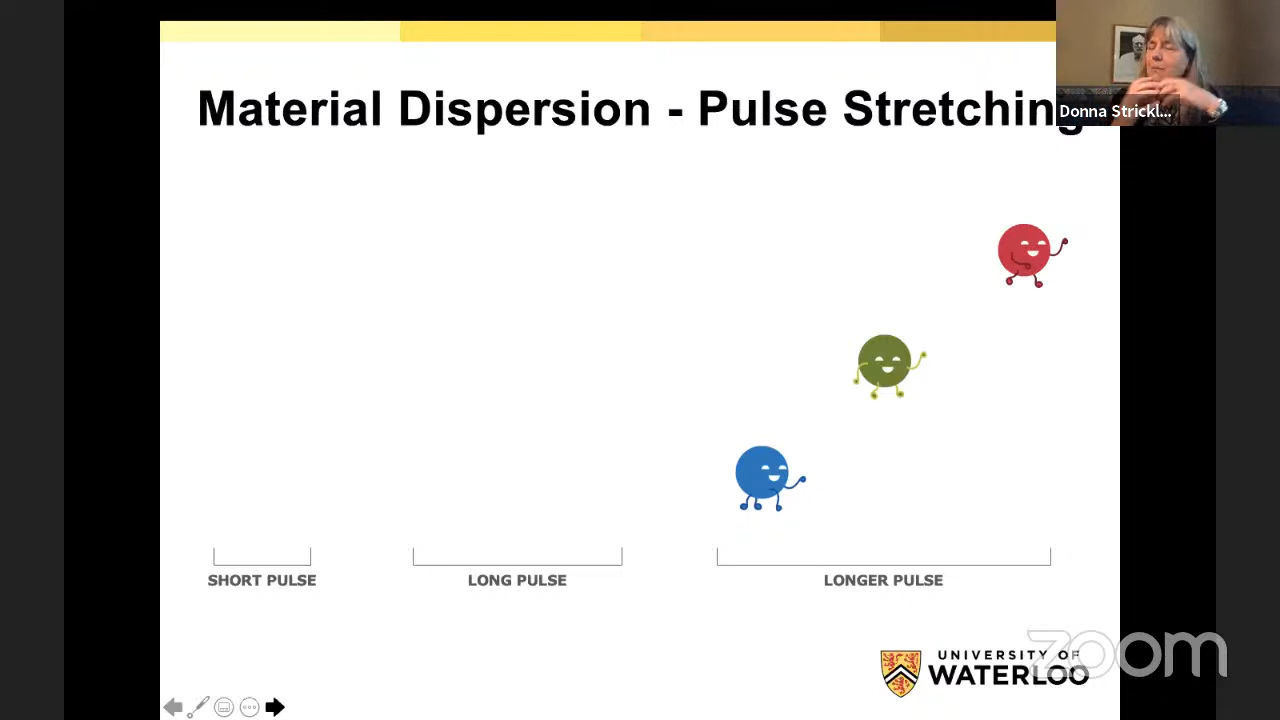 Material Dispersion - Pulse Stretching
Donna Strickl...
SHORT PULSE
LONG PULSE
LONGER PULSE
UNIVERSITY OF
WATERLOO
zoom